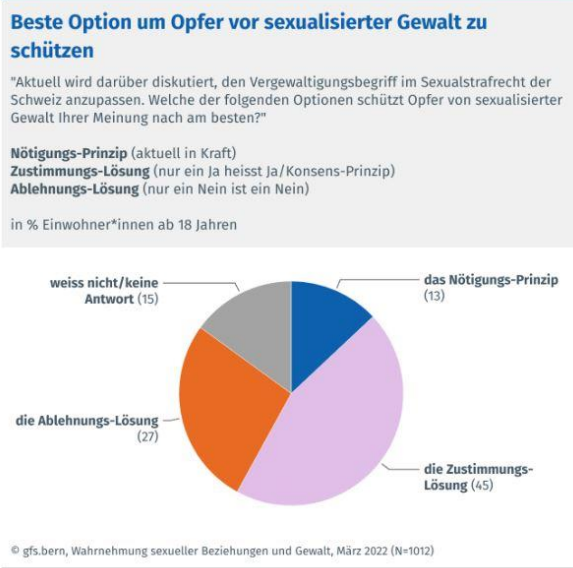 Beste Option um Opfer vor sexualisierter Gewalt zu
schützen
"Aktuell wird darüber diskutiert, den Vergewaltigungsbegriff im Sexualstrafrecht der
Schweiz anzupassen. Welche der folgenden Optionen schützt Opfer von sexualisierter
Gewalt Ihrer Meinung nach am besten?"
Nötigungs-Prinzip (aktuell in Kraft)
Zustimmungs-Lösung (nur ein Ja heisst Ja/Konsens-Prinzip)
Ablehnungs-Lösung (nur ein Nein ist ein Nein)
in % Einwohner*innen ab 18 Jahren
weiss nicht/keine
Antwort (15)
das Nötigungs-Prinzip
(13)
die Ablehnungs-Lösung
(27)
die Zustimmungs-
Lösung (45)
© gfs.bern, Wahrnehmung sexueller Beziehungen und Gewalt, März 2022 (N=1012)